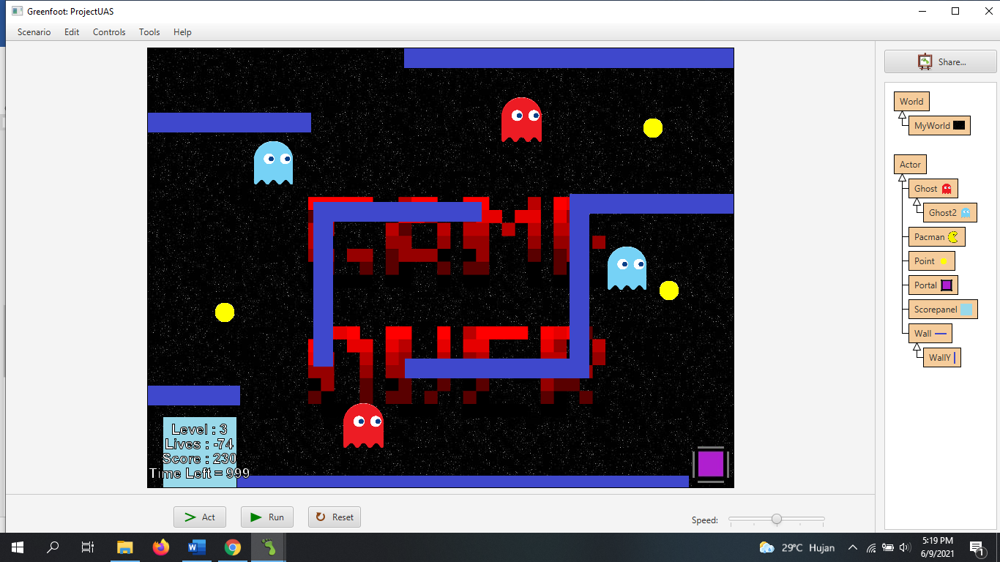 Greenfoot: ProjectUAS
Scenario Edit Controls Tools Help
Share...
World
MyWorld
Actor
Ghost
Ghost2
Pacman
Point
Portal
Scorepanel
Wall
WallY
Level : 3
Lives : -74
Score : 230
Time Left = 999
Act Run Reset Speed:
29°C Hujan
5:19 PM
6/9/2021
1